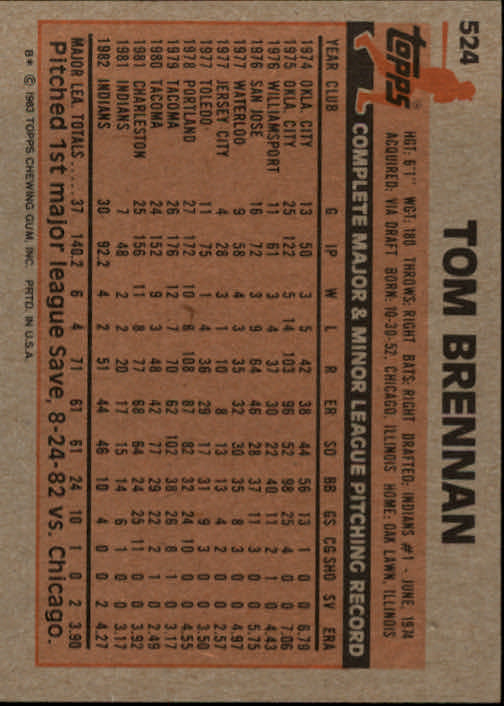 524
TOM BRENNAN
topps
HGT: 6'1" WGT: 180 THROWS: RIGHT BATS: RIGHT DRAFTED: INDIANS #1 - JUNE, 1974
ACQUIRED: VIA DRAFT BORN: 10-30-52, CHICAGO, ILLINOIS HOME: OAK LAWN, ILLINOIS
COMPLETE MAJOR & MINOR LEAGUE PITCHING RECORD
YEAR CLUB G IP W L R ER SO BB GS CG SHO SV ERA
1974 OKLA. CITY 13 50 3 5 42 38 44 56 13 1 0 0 6.79
1975 OKLA. CITY 25 122 5 14 103 96 52 98 25 4 0 0 7.06
1976 WILLIAMSPORT 11 61 3 4 37 30 22 40 11 2 1 0 4.43
1976 SAN JOSE 16 72 3 9 64 46 28 37 11 3 0 0 5.75
1977 WATERLOO 9 58 4 3 35 32 30 35 8 3 0 0 4.97
1977 JERSEY CITY 4 28 3 1 10 8 13 13 4 2 0 0 2.57
1977 TOLEDO 11 75 1 4 36 29 17 31 9 3 0 0 3.50
1978 PORTLAND 27 172 10 6 108 87 82 32 24 10 0 0 4.55
1979 TACOMA 26 176 12 7 70 62 102 38 26 8 1 0 3.17
1980 TACOMA 24 152 9 3 48 42 77 29 22 2 1 0 2.49
1981 CHARLESTON 25 156 11 8 77 68 64 24 25 11 0 0 3.92
1981 INDIANS 7 48 2 2 20 17 15 14 6 1 0 0 3.17
1982 INDIANS 30 92.2 4 2 51 44 46 10 4 0 0 2 4.27
MAJOR LEA. TOTALS..... 37 140.2 6 4 71 61 61 24 10 1 0 2 3.90
Pitched 1st major league Save, 8-24-82 vs. Chicago.
B* © 1983 TOPPS CHEWING GUM, INC. PRTD. IN U.S.A.